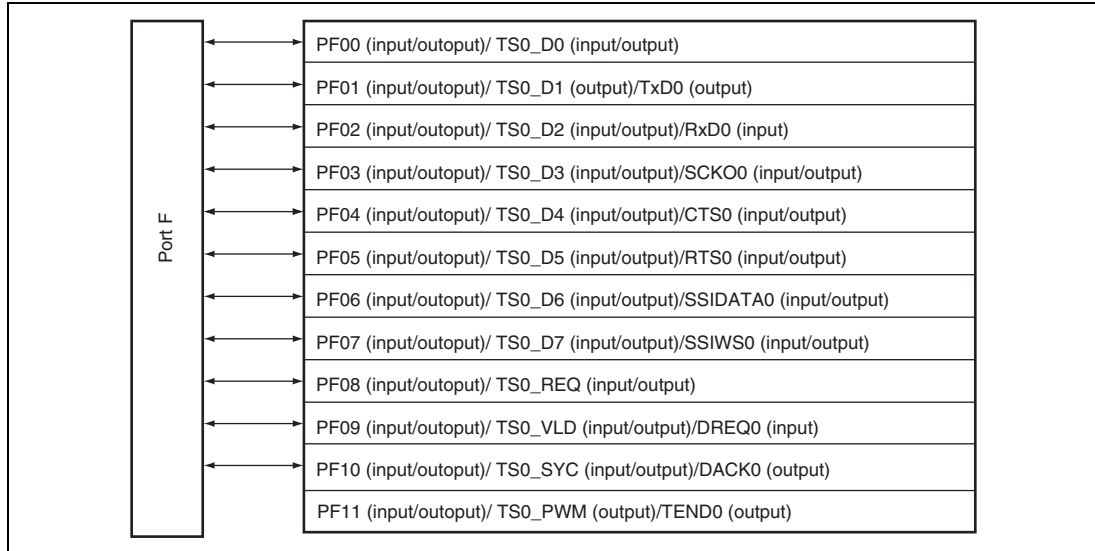 Port F
PF00 (input/outoput)/ TS0_D0 (input/output)
PF01 (input/outoput)/ TS0_D1 (output)/TxD0 (output)
PF02 (input/outoput)/ TS0_D2 (input/output)/RxD0 (input)
PF03 (input/outoput)/ TS0_D3 (input/output)/SCKO0 (input/output)
PF04 (input/outoput)/ TS0_D4 (input/output)/CTS0 (input/output)
PF05 (input/outoput)/ TS0_D5 (input/output)/RTS0 (input/output)
PF06 (input/outoput)/ TS0_D6 (input/output)/SSIDATA0 (input/output)
PF07 (input/outoput)/ TS0_D7 (input/output)/SSIWS0 (input/output)
PF08 (input/outoput)/ TS0_REQ (input/output)
PF09 (input/outoput)/ TS0_VLD (input/output)/DREQ0 (input)
PF10 (input/outoput)/ TS0_SYC (input/output)/DACK0 (output)
PF11 (input/outoput)/ TS0_PWM (output)/TEND0 (output)